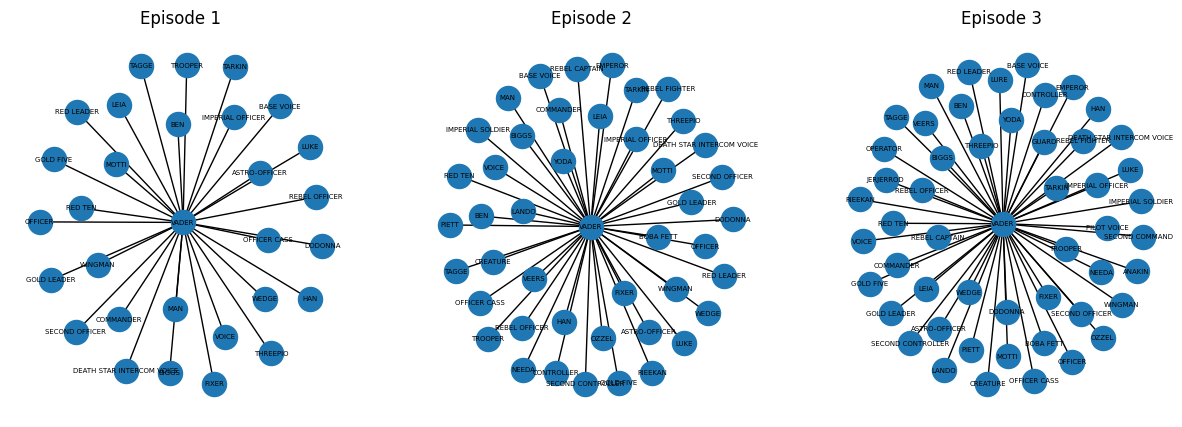 Episode 1
TAGGE
TROOPER
TARKIN
LEIA
RED LEADER
BEN
IMPERIAL OFFICER
BASE VOICE
LUKE
GOLD FIVE
MOTTI
ASTRO-OFFICER
REBEL OFFICER
RED TEN
OFFICER
VADER
OFFICER CASS
DODONNA
WINGMAN
GOLD LEADER
WEDGE
HAN
MAN
COMMANDER
SECOND OFFICER
VOICE
THREEPIO
DEATH STAR INTERCOM VOICE
BIGGS
FIXER
Episode 2
EMPEROR
REBEL CAPTAIN
BASE VOICE
TARKIN
REBEL FIGHTER
MAN
COMMANDER
LEIA
THREEPIO
IMPERIAL SOLDIER
BIGGS
IMPERIAL OFFICER
DEATH STAR INTERCOM VOICE
YODA
VOICE
MOTTI
RED TEN
SECOND OFFICER
GOLD LEADER
LANDO
BEN
DODONNA
PIETT
VADER
BOBA FETT
OFFICER
CREATURE
TAGGE
RED LEADER
VEERS
WINGMAN
FIXER
OFFICER CASS
WEDGE
HAN
REBEL OFFICER
ASTRO-OFFICER
TROOPER
OZZEL
LUKE
NEEDA
CONTROLLER
RIEEKAN
SECOND CONTROLLER
GOLD FIVE
Episode 3
BASE VOICE
RED LEADER
LURE
MAN
EMPEROR
CONTROLLER
BEN
HAN
TAGGE
VEERS
YODA
DEATH STAR INTERCOM VOICE
GUARD
REBEL FIGHTER
THREEPIO
OPERATOR
BIGGS
LUKE
JERJERROD
IMPERIAL OFFICER
TARKIN
REBEL OFFICER
RIEEKAN
IMPERIAL SOLDIER
RED TEN
VADER
PILOT VOICE
REBEL CAPTAIN
SECOND COMMAND
VOICE
TROOPER
COMMANDER
NEEDA
ANAKIN
GOLD FIVE
LEIA
WEDGE
FIXER
WINGMAN
GOLD LEADER
DODONNA
SECOND OFFICER
ASTRO-OFFICER
OZZEL
SECOND CONTROLLER
BOBA FETT
PIETT
MOTTI
OFFICER
LANDO
OFFICER CASS
CREATURE